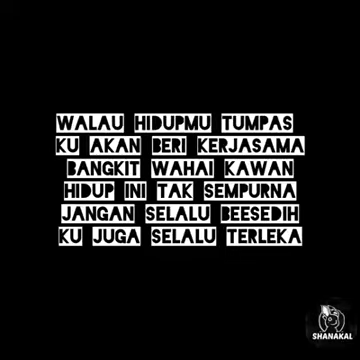 WALAU HIDUPMU TUMPAS
KU AKAN BERI KERJASAMA
BANGKIT WAHAI KAWAN
HIDUP INI TAK SEMPURNA
JANGAN SELALU BEESEDIH
KU JUGA SELALU TERLEKA
SHANAKAL